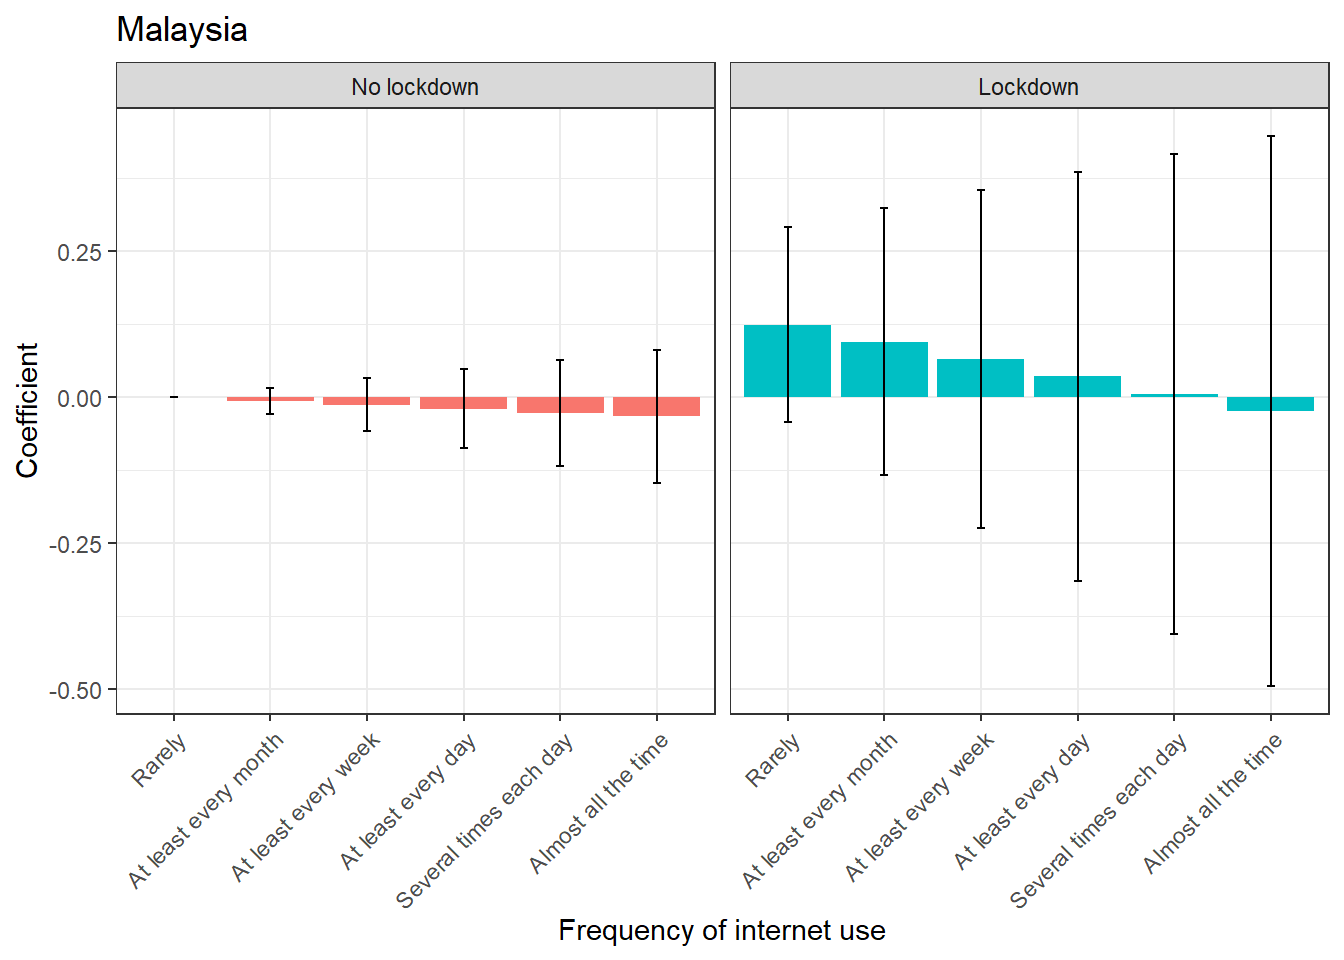 Malaysia
No lockdown
Lockdown
Coefficient
0.25
0.00
-0.25
-0.50
Rarely
At least every month
At least every week
At least every day
Several times each day
Almost all the time
Rarely
At least every month
At least every week
At least every day
Several times each day
Almost all the time
Frequency of internet use